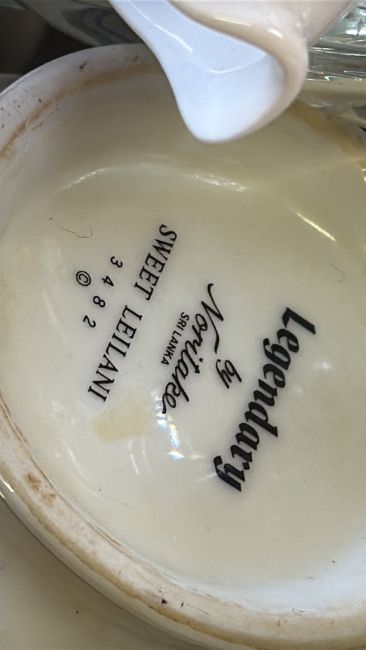 Legendary
by
Noritake
SRI LANKA
SWEET LEILANI
3482
©